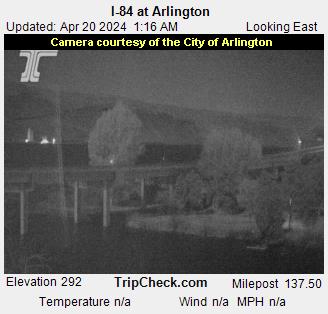 I-84 at Arlington
Updated: Apr 20 2024 1:16 AM Looking East
Camera courtesy of the City of Arlington
Elevation 292 TripCheck.com Milepost 137.50
Temperature n/a Wind n/a MPH n/a